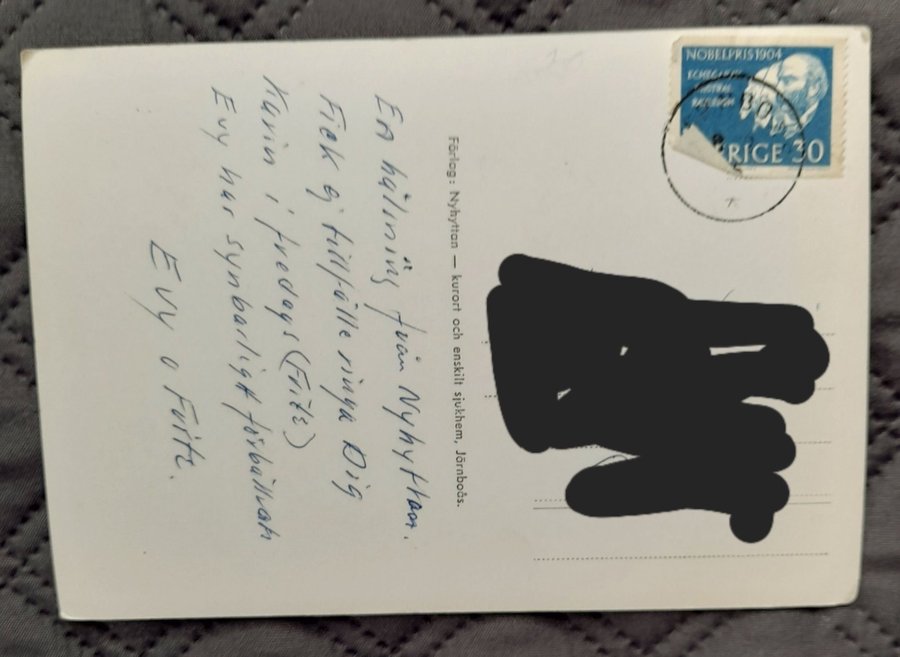 En hälsning från Nyhyttan.
Fick ej tillfälle ringa Dig
Karin i fredags (Fritz)
Evy har synbarligt förbättrats
Evy o Fritz.
Förlag: Nyhyttan — kurort och enskilt sjukhem, Järnboås.
NOBELPRIS 1904
ECHEGARAY
MISTRAL
RAYLEIGH
SVERIGE 30